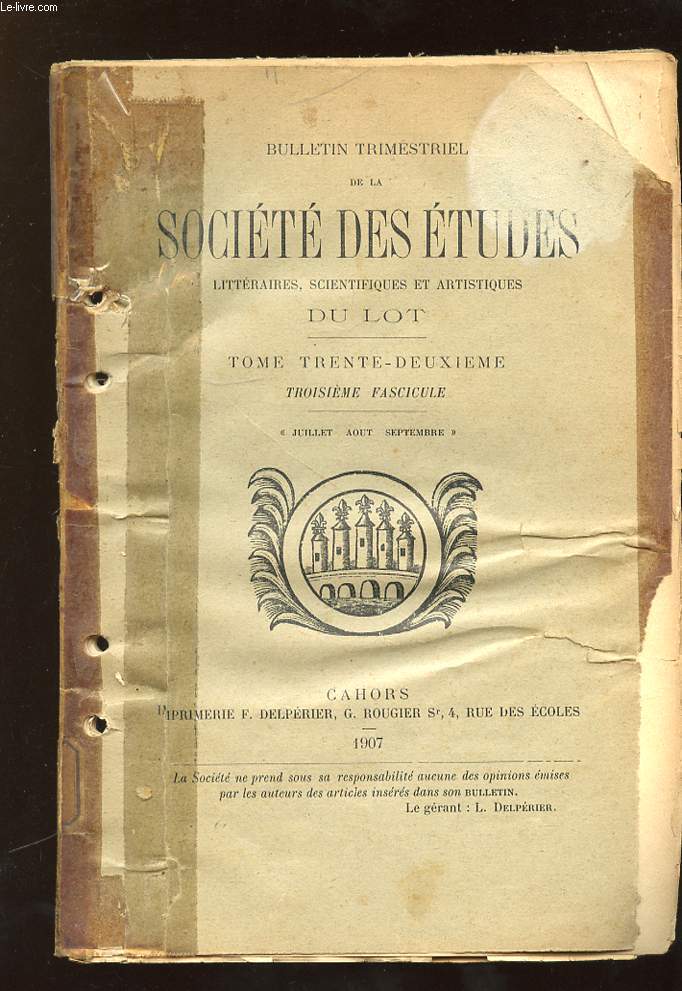 Le-livre.com
BULLETIN TRIMESTRIEL
DE LA
SOCIÉTÉ DES ÉTUDES
LITTÉRAIRES, SCIENTIFIQUES ET ARTISTIQUES
DU LOT
TOME TRENTE-DEUXIEME
TROISIÈME FASCICULE
« JUILLET AOUT SEPTEMBRE »
CAHORS
IPRIMERIE F. DELPÉRIER, G. ROUGIER Sr, 4, RUE DES ÉCOLES
1907
La Société ne prend sous sa responsabilité aucune des opinions émises
par les auteurs des articles insérés dans son BULLETIN.
Le gérant : L. DELPÉRIER.